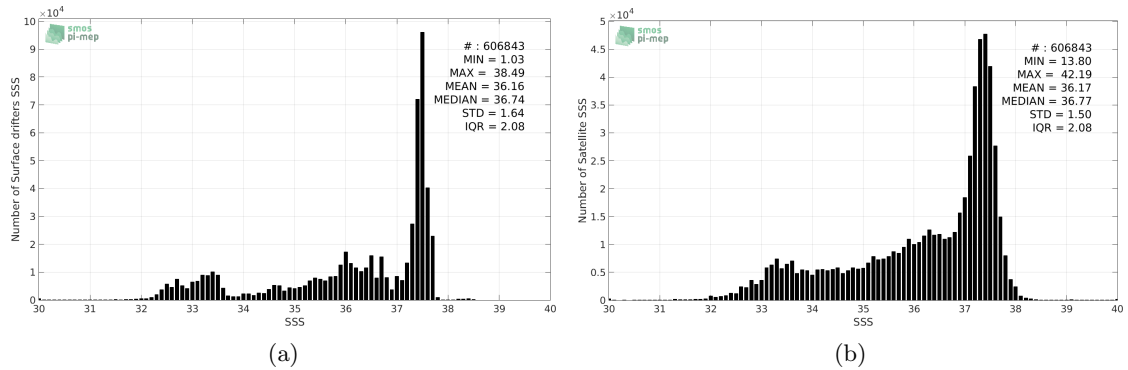 ×10⁴
smos
pi-mep
# : 606843
MIN = 1.03
MAX = 38.49
MEAN = 36.16
MEDIAN = 36.74
STD = 1.64
IQR = 2.08
Number of Surface drifters SSS
10
9
8
7
6
5
4
3
2
1
0
30 31 32 33 34 35 36 37 38 39 40
SSS
(a)
×10⁴
smos
pi-mep
# : 606843
MIN = 13.80
MAX = 42.19
MEAN = 36.17
MEDIAN = 36.77
STD = 1.50
IQR = 2.08
Number of Satellite SSS
5
4.5
4
3.5
3
2.5
2
1.5
1
0.5
0
30 31 32 33 34 35 36 37 38 39 40
SSS
(b)